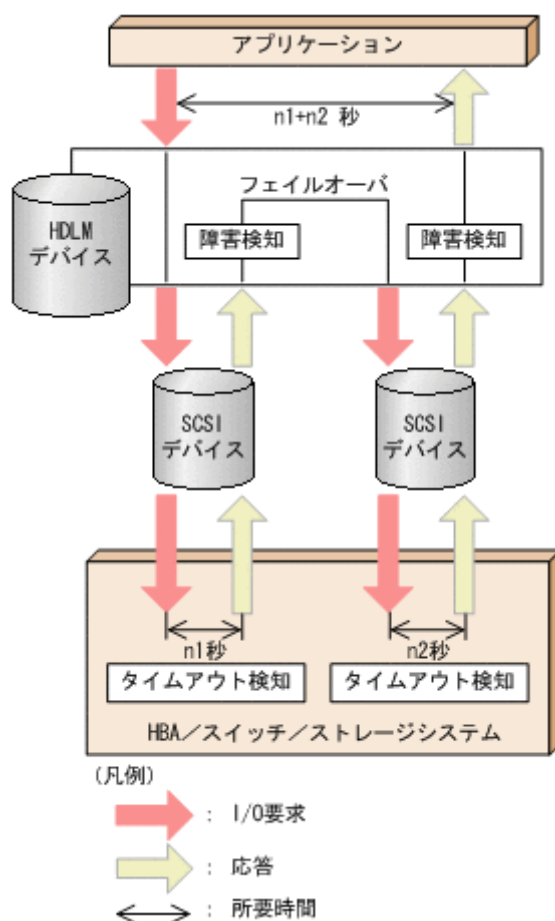 アプリケーション
n1+n2 秒
フェイルオーバ
HDLM
デバイス
障害検知
障害検知
SCSI
デバイス
SCSI
デバイス
n1秒
n2秒
タイムアウト検知
タイムアウト検知
HBA／スイッチ／ストレージシステム
(凡例)
： I/O要求
： 応答
： 所要時間